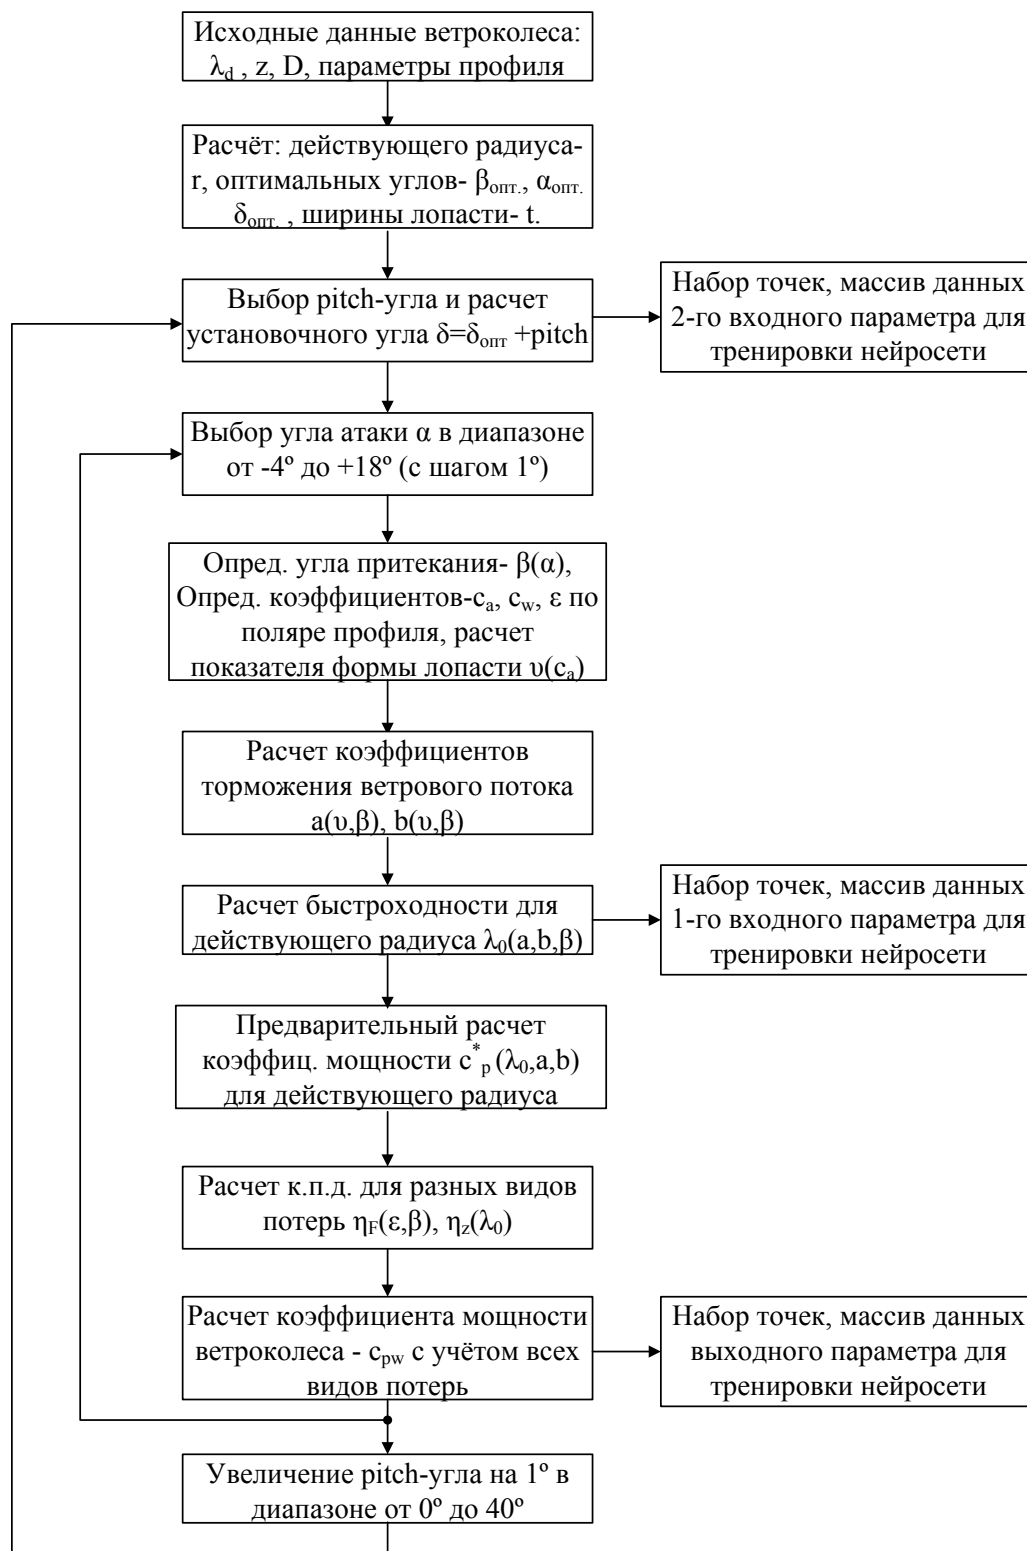 Исходные данные ветроколеса:
λd , z, D, параметры профиля
Расчёт: действующего радиуса-
r, оптимальных углов- βопт., αопт.
δопт. , ширины лопасти- t.
Выбор pitch-угла и расчет
установочного угла δ=δопт +pitch
Набор точек, массив данных
2-го входного параметра для
тренировки нейросети
Выбор угла атаки α в диапазоне
от -4º до +18º (с шагом 1º)
Опред. угла притекания- β(α),
Опред. коэффициентов-ca, cw, ε по
поляре профиля, расчет
показателя формы лопасти υ(ca)
Расчет коэффициентов
торможения ветрового потока
a(υ,β), b(υ,β)
Расчет быстроходности для
действующего радиуса λ0(a,b,β)
Набор точек, массив данных
1-го входного параметра для
тренировки нейросети
Предварительный расчет
коэффиц. мощности c*p(λ0,a,b)
для действующего радиуса
Расчет к.п.д. для разных видов
потерь ηF(ε,β), ηz(λ0)
Расчет коэффициента мощности
ветроколеса - cpw с учётом всех
видов потерь
Набор точек, массив данных
выходного параметра для
тренировки нейросети
Увеличение pitch-угла на 1º в
диапазоне от 0º до 40º